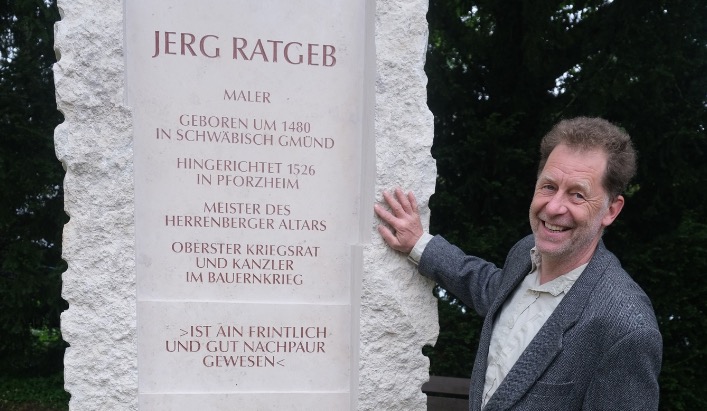 JERG RATGEB
MALER
GEBOREN UM 1480
IN SCHWÄBISCH GMÜND
HINGERICHTET 1526
IN PFORZHEIM
MEISTER DES
HERRENBERGER ALTARS
OBERSTER KRIEGSRAT
UND KANZLER
IM BAUERNKRIEG
>IST ÄIN FRINTLICH
UND GUT NACHPAUR
GEWESEN<